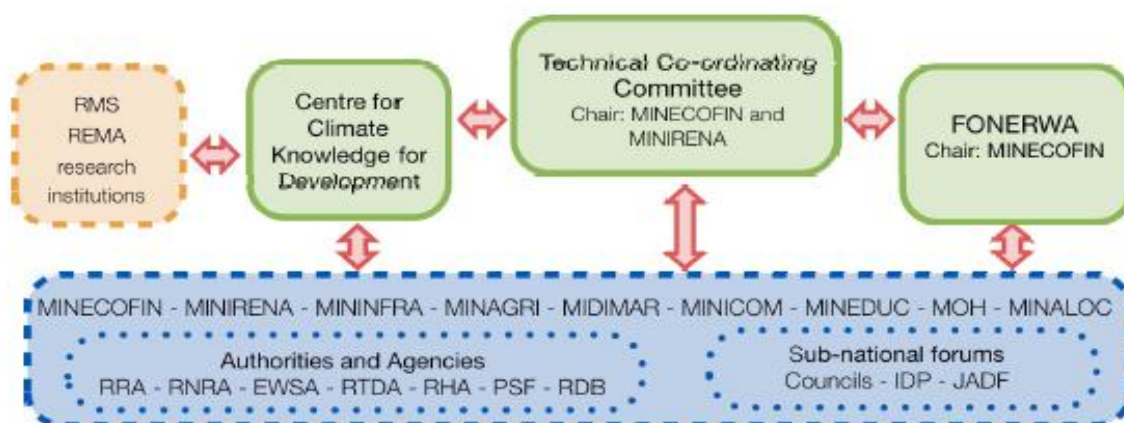 RMS
REMA
research
institutions
Centre for
Climate
Knowledge for
Development
Technical Co-ordinating
Committee
Chair: MINECOFIN and
MINIRENA
FONERWA
Chair: MINECOFIN
MINECOFIN - MINIRENA - MININFRA - MINAGRI - MIDIMAR - MINICOM - MINEDUC - MOH - MINALOC
Authorities and Agencies
RRA - RNRA - EWSA - RTDA - RHA - PSF - RDB
Sub-national forums
Councils - IDP - JADF